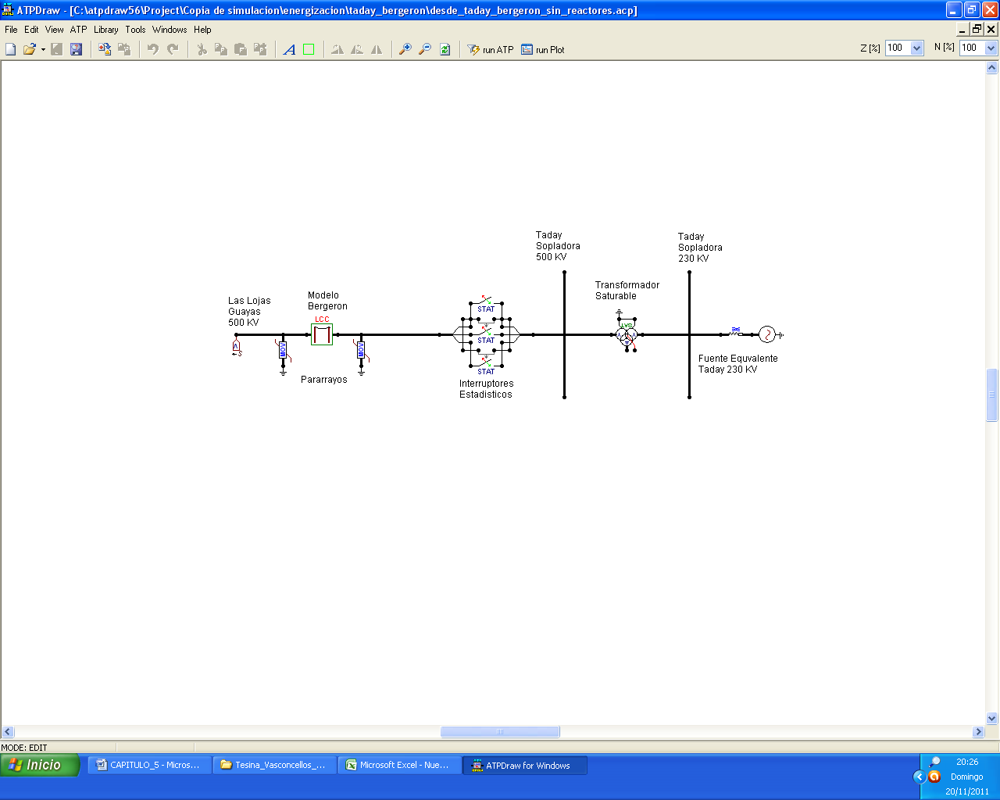 ATPDraw - [C:\atpdraw56\Project\Copia de simulacion\energizacion\taday_bergeron\desde_taday_bergeron_sin_reactores.acp]
File Edit View ATP Library Tools Windows Help
run ATP run Plot Z [%] 100 N [%] 100
Taday
Sopladora
500 KV
Taday
Sopladora
230 KV
Transformador
Saturable
SAT
Las Lojas
Guayas
500 KV
Modelo
Bergeron
LCC
V
MOV
MOV
Pararrayos
STAT
STAT
STAT
Interruptores
Estadisticos
Fuente Equvalente
Taday 230 KV
MODE: EDIT
Inicio
CAPITULO_5 - Micros...
Tesina_Vasconcellos_...
Microsoft Excel - Nue...
ATPDraw for Windows
20:26
Domingo
20/11/2011